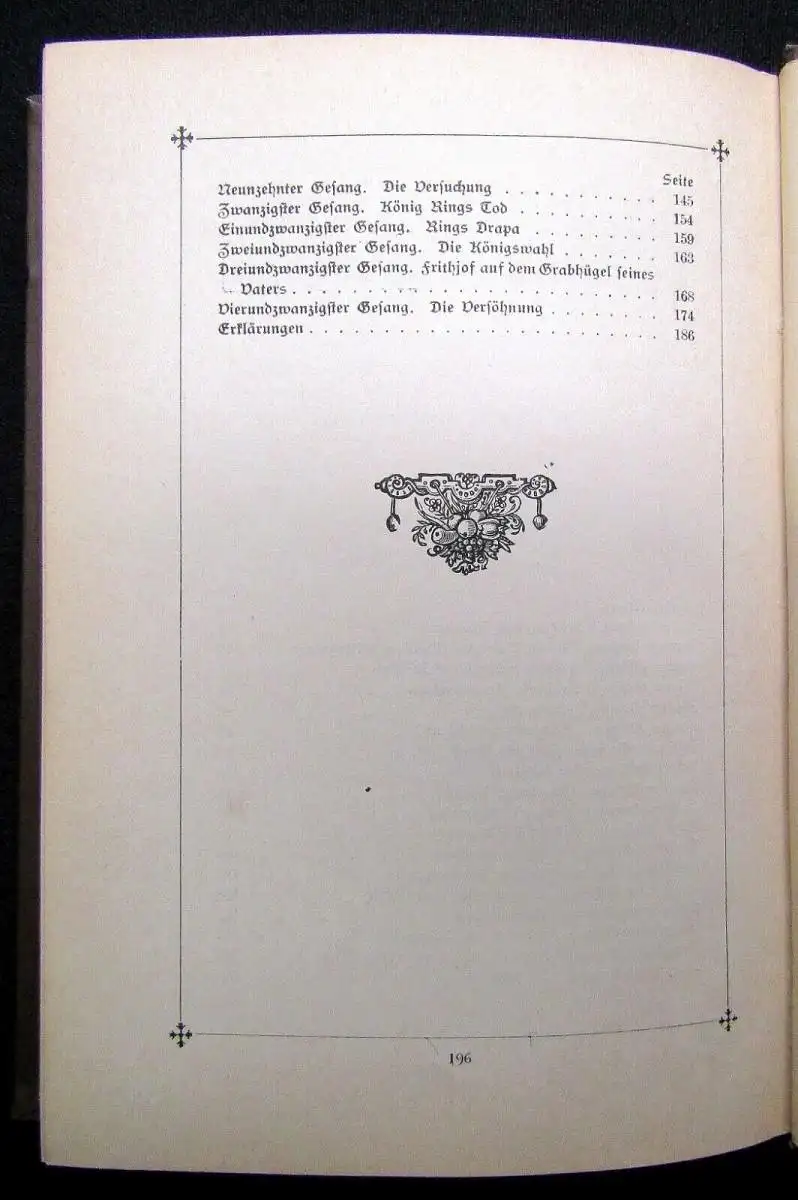 Seite
Neunzehnter Gesang. Die Versuchung . . . . . . . . . . . 145
Zwanzigster Gesang. König Rings Tod . . . . . . . . . . 154
Einundzwanzigster Gesang. Rings Drapa . . . . . . . . . 159
Zweiundzwanzigster Gesang. Die Königswahl . . . . . . . 163
Dreiundzwanzigster Gesang. Frithjof auf dem Grabhügel seines
Vaters . . . . . . . . . . . . . . . . . . . . . . . . 168
Vierundzwanzigster Gesang. Die Versöhnung . . . . . . . . 174
Erklärungen . . . . . . . . . . . . . . . . . . . . . . . 186
196